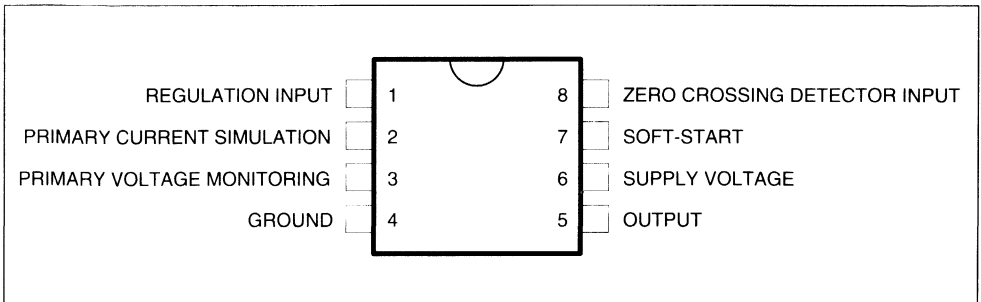 REGULATION INPUT 1 8 ZERO CROSSING DETECTOR INPUT
PRIMARY CURRENT SIMULATION 2 7 SOFT-START
PRIMARY VOLTAGE MONITORING 3 6 SUPPLY VOLTAGE
GROUND 4 5 OUTPUT